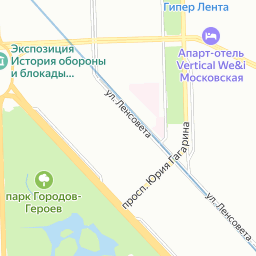 Гипер Лента
Экспозиция
История обороны
и блокады...
Апарт-отель
Vertical We&i
Московская
ул. Ленсовета
просп. Юрия Гагарина
ул. Ленсовета
парк Городов-
Героев